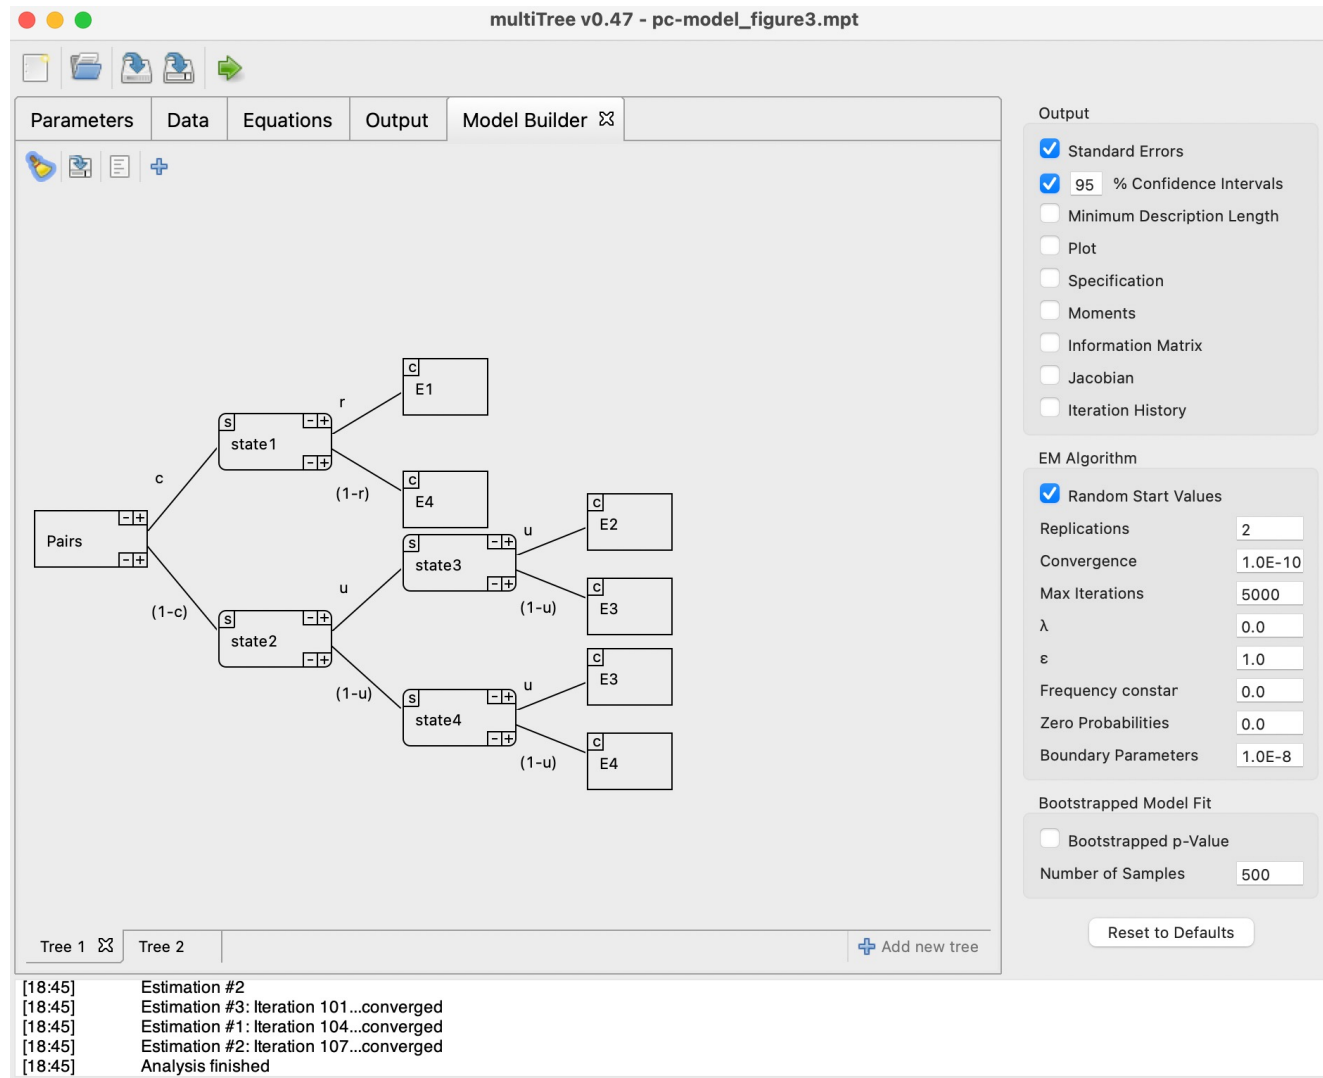 multiTree v0.47 - pc-model_figure3.mpt
Parameters
Data
Equations
Output
Model Builder
Pairs
c
(1-c)
s
state1
r
(1-r)
c
E1
c
E4
s
state2
u
(1-u)
s
state3
u
(1-u)
c
E2
c
E3
s
state4
u
(1-u)
c
E3
c
E4
Tree 1
Tree 2
Add new tree
Output
Standard Errors
95 % Confidence Intervals
Minimum Description Length
Plot
Specification
Moments
Information Matrix
Jacobian
Iteration History
EM Algorithm
Random Start Values
Replications 2
Convergence 1.0E-10
Max Iterations 5000
λ 0.0
ε 1.0
Frequency constar 0.0
Zero Probabilities 0.0
Boundary Parameters 1.0E-8
Bootstrapped Model Fit
Bootstrapped p-Value
Number of Samples 500
Reset to Defaults
[18:45] Estimation #2
[18:45] Estimation #3: Iteration 101...converged
[18:45] Estimation #1: Iteration 104...converged
[18:45] Estimation #2: Iteration 107...converged
[18:45] Analysis finished